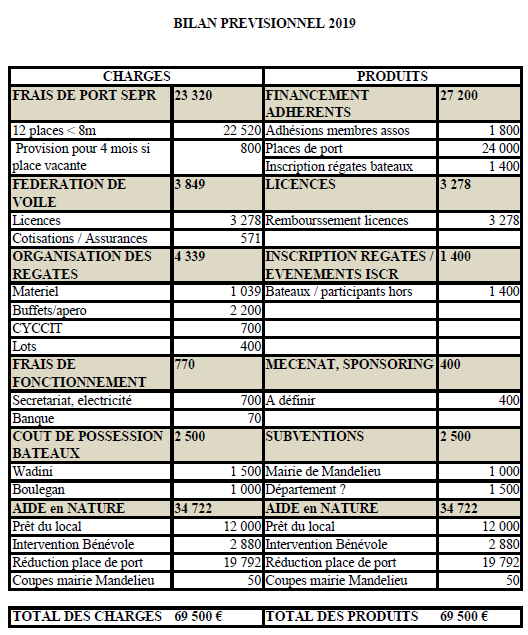 BILAN PREVISIONNEL 2019
CHARGES PRODUITS
FRAIS DE PORT SEPR 23 320 FINANCEMENT ADHERENTS 27 200
12 places < 8m 22 520 Adhésions membres assos 1 800
Provision pour 4 mois si place vacante 800 Places de port 24 000
Inscription régates bateaux 1 400
FEDERATION DE VOILE 3 849 LICENCES 3 278
Licences 3 278 Rembourssement licences 3 278
Cotisations / Assurances 571
ORGANISATION DES REGATES 4 339 INSCRIPTION REGATES / EVENEMENTS ISCR 1 400
Materiel 1 039 Bateaux / participants hors 1 400
Buffets/apero 2 200
CYCCIT 700
Lots 400
FRAIS DE FONCTIONNEMENT 770 MECENAT, SPONSORING 400
Secretariat, electricité 700 A définir 400
Banque 70
COUT DE POSSESSION BATEAUX 2 500 SUBVENTIONS 2 500
Wadini 1 500 Mairie de Mandelieu 1 000
Boulegan 1 000 Département ? 1 500
AIDE en NATURE 34 722 AIDE en NATURE 34 722
Prêt du local 12 000 Prêt du local 12 000
Intervention Bénévole 2 880 Intervention Bénévole 2 880
Réduction place de port 19 792 Réduction place de port 19 792
Coupes mairie Mandelieu 50 Coupes mairie Mandelieu 50
TOTAL DES CHARGES 69 500 € TOTAL DES PRODUITS 69 500 €